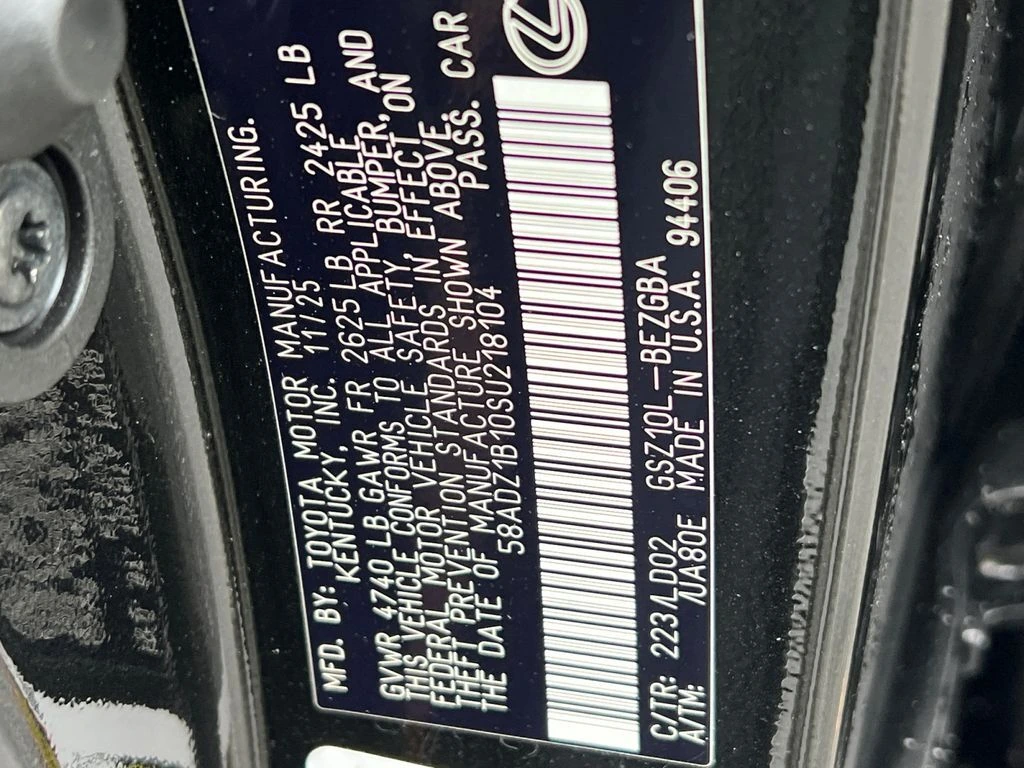 MFD. BY: TOYOTA MOTOR MANUFACTURING.
KENTUCKY, INC. 11/25
GVWR 4740 LB GAWR FR 2625 LB RR 2425 LB
THIS VEHICLE CONFORMS TO ALL APPLICABLE
FEDERAL MOTOR VEHICLE SAFETY, BUMPER, AND
THEFT PREVENTION STANDARDS IN EFFECT ON
THE DATE OF MANUFACTURE SHOWN ABOVE.
58ADZ1B10SU218104 PASS. CAR
C/TR: 223/LD02 GSZ10L-BEZGBA
A/TM: /UA80E MADE IN U.S.A. 94406